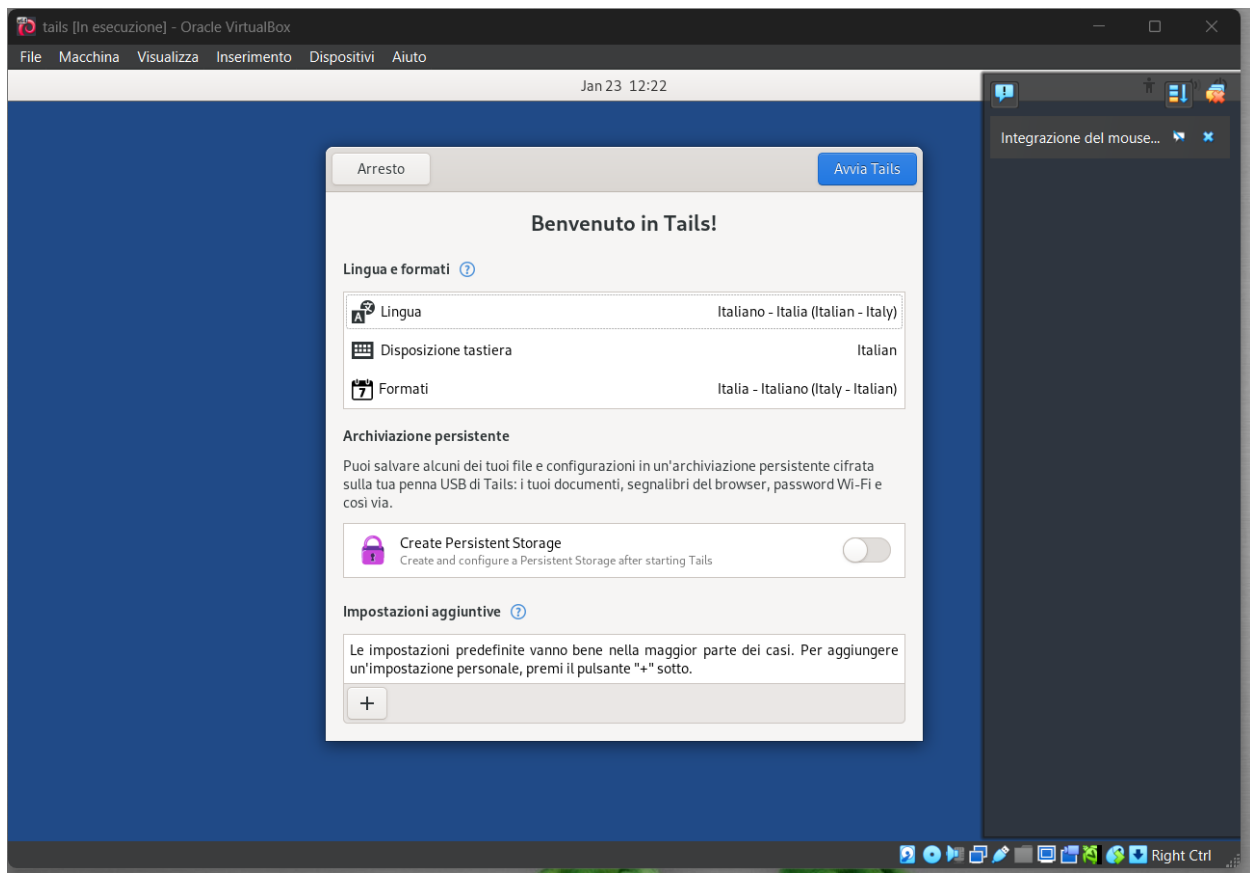 tails [In esecuzione] - Oracle VirtualBox
File Macchina Visualizza Inserimento Dispositivi Aiuto
Jan 23 12:22
Integrazione del mouse...
Arresto
Avvia Tails
Benvenuto in Tails!
Lingua e formati
Lingua Italiano - Italia (Italian - Italy)
Disposizione tastiera Italian
Formati Italia - Italiano (Italy - Italian)
Archiviazione persistente
Puoi salvare alcuni dei tuoi file e configurazioni in un'archiviazione persistente cifrata
sulla tua penna USB di Tails: i tuoi documenti, segnalibri del browser, password Wi-Fi e
così via.
Create Persistent Storage
Create and configure a Persistent Storage after starting Tails
Impostazioni aggiuntive
Le impostazioni predefinite vanno bene nella maggior parte dei casi. Per aggiungere
un'impostazione personale, premi il pulsante "+" sotto.
+
Right Ctrl